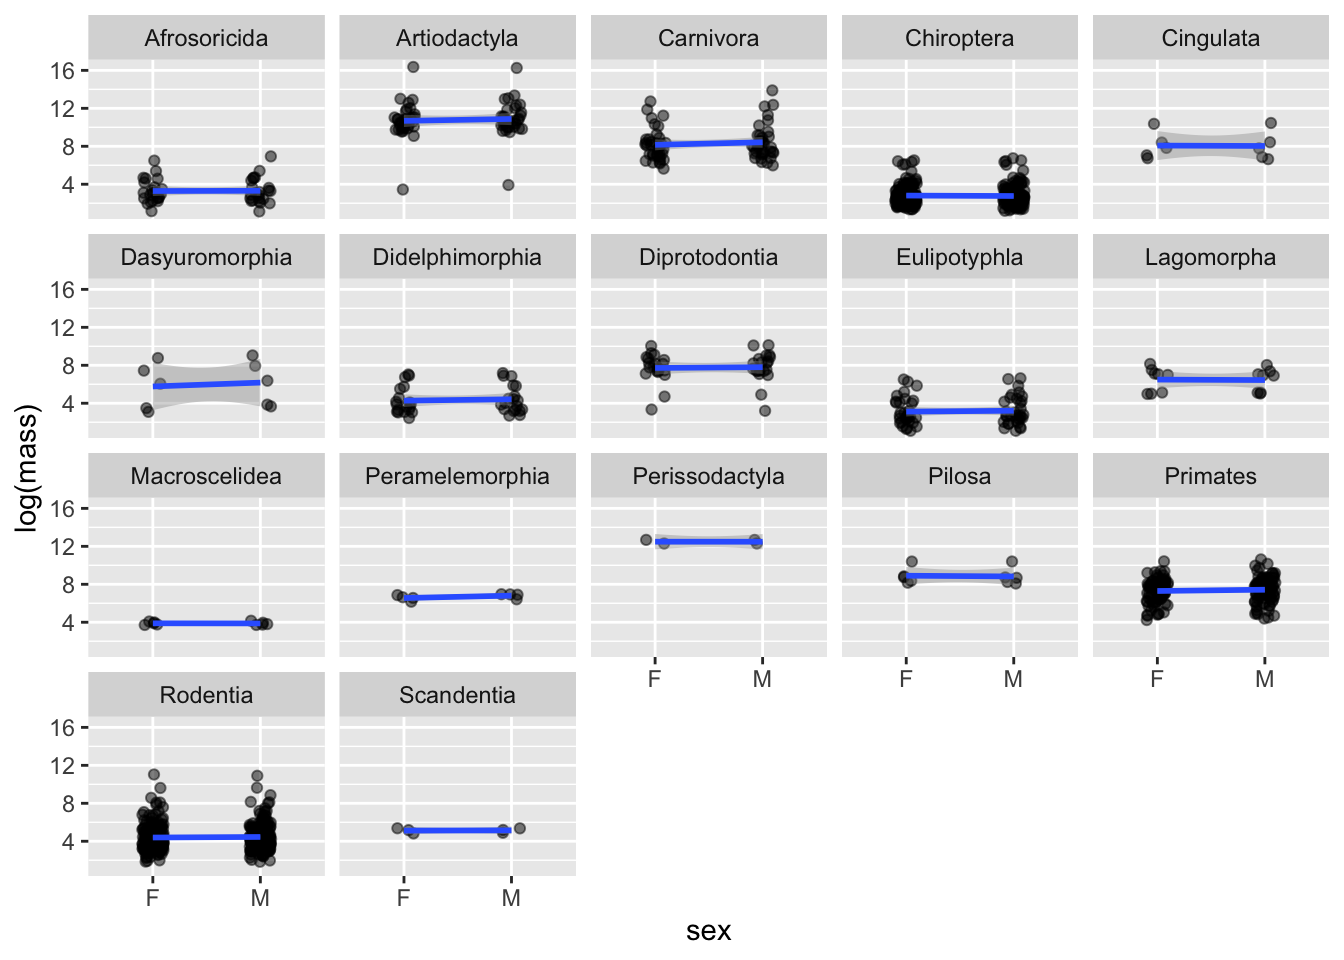 Afrosoricida Artiodactyla Carnivora Chiroptera Cingulata
16
12
8
4
Dasyuromorphia Didelphimorphia Diprotodontia Eulipotyphla Lagomorpha
16
12
8
4
log(mass)
Macroscelidea Peramelemorphia Perissodactyla Pilosa Primates
16
12
8
4
F M F M F M
Rodentia Scandentia
16
12
8
4
F M F M
sex